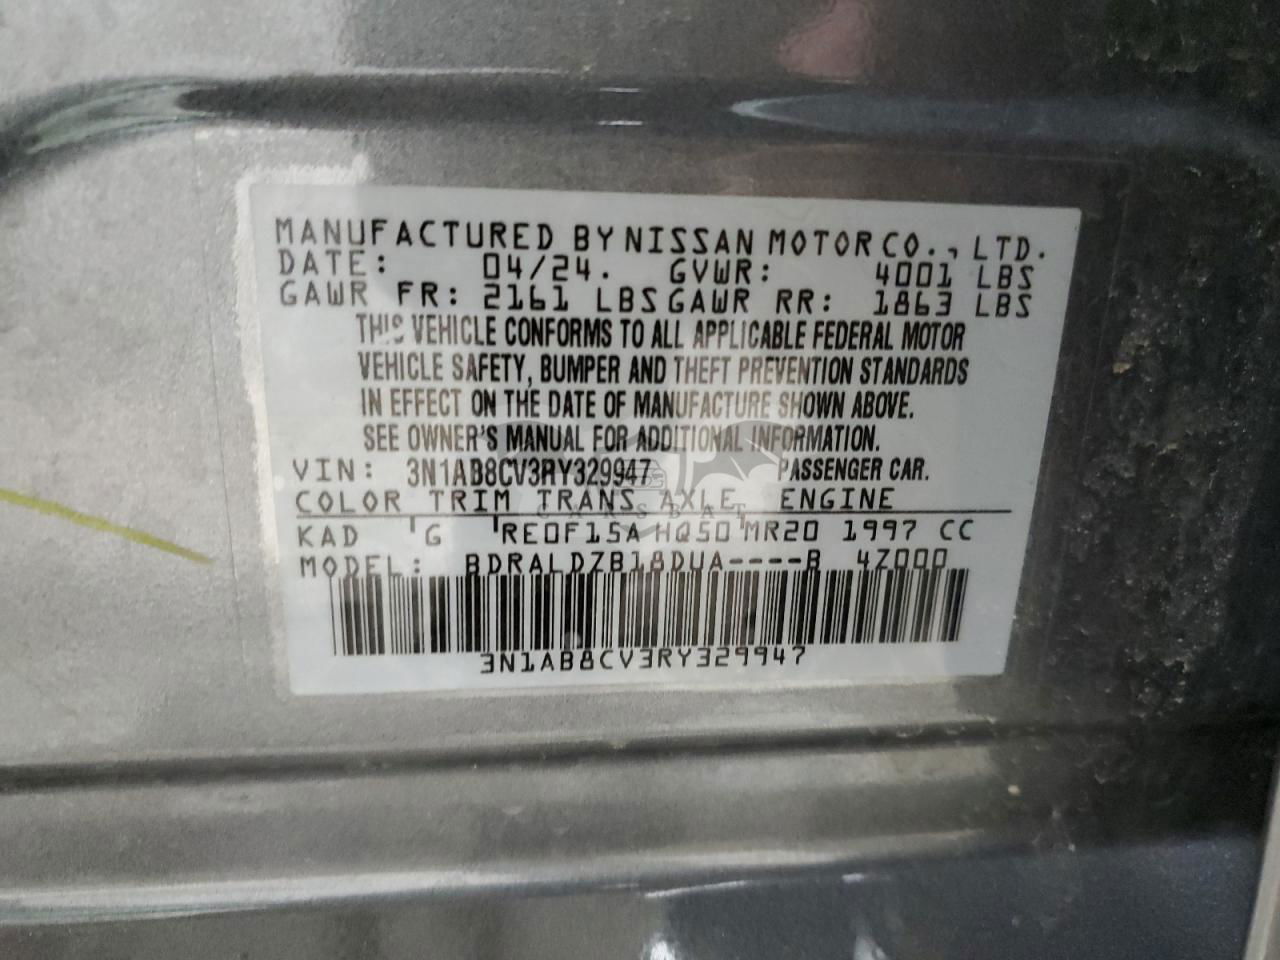 MANUFACTURED BY NISSAN MOTOR CO., LTD.
DATE: 04/24. GVWR: 4001 LBS
GAWR FR: 2161 LBS GAWR RR: 1863 LBS
THIS VEHICLE CONFORMS TO ALL APPLICABLE FEDERAL MOTOR
VEHICLE SAFETY, BUMPER AND THEFT PREVENTION STANDARDS
IN EFFECT ON THE DATE OF MANUFACTURE SHOWN ABOVE.
SEE OWNER'S MANUAL FOR ADDITIONAL INFORMATION.
VIN: 3N1AB8CV3RY329947 PASSENGER CAR.
COLOR TRIM TRANS AXLE ENGINE
CARSBAT
KAD G RE0F15A HQ50 MR20 1997 CC
MODEL: BDRALDZB18DUA----B 4Z000
3N1AB8CV3RY329947